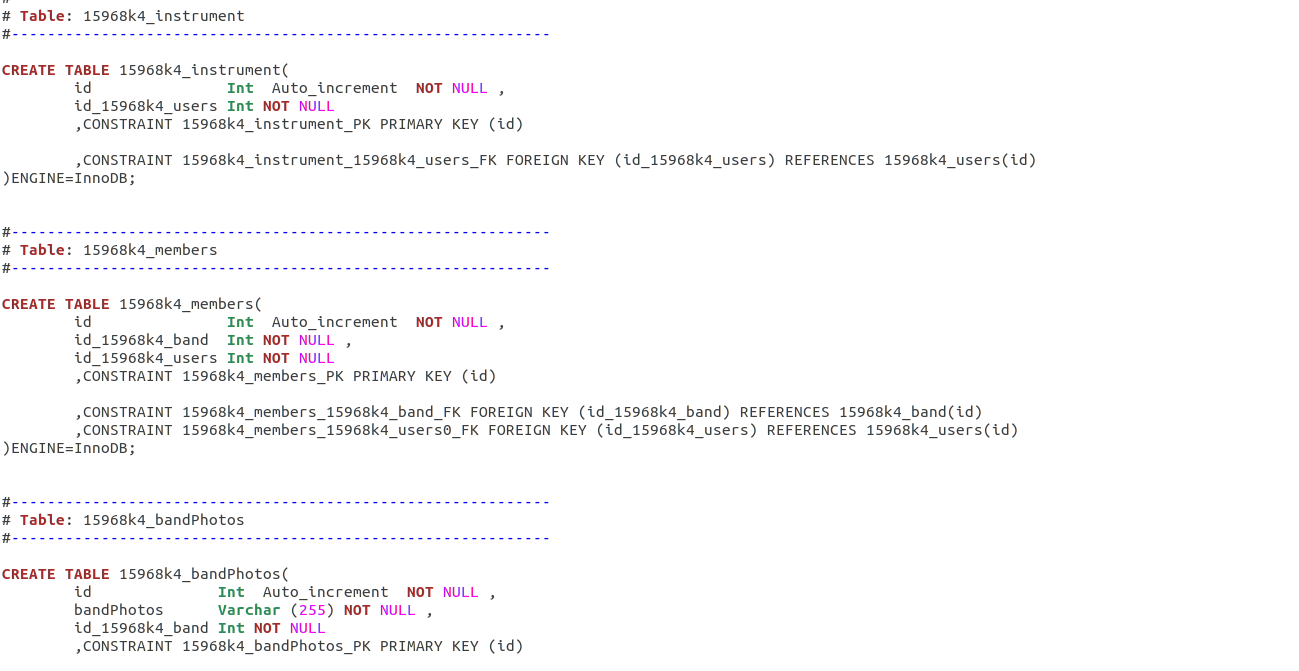 #
# Table: 15968k4_instrument
#------------------------------------------------------------
CREATE TABLE 15968k4_instrument(
        id               Int  Auto_increment  NOT NULL ,
        id_15968k4_users Int NOT NULL
        ,CONSTRAINT 15968k4_instrument_PK PRIMARY KEY (id)
        ,CONSTRAINT 15968k4_instrument_15968k4_users_FK FOREIGN KEY (id_15968k4_users) REFERENCES 15968k4_users(id)
)ENGINE=InnoDB;
#------------------------------------------------------------
# Table: 15968k4_members
#------------------------------------------------------------
CREATE TABLE 15968k4_members(
        id               Int  Auto_increment  NOT NULL ,
        id_15968k4_band  Int NOT NULL ,
        id_15968k4_users Int NOT NULL
        ,CONSTRAINT 15968k4_members_PK PRIMARY KEY (id)
        ,CONSTRAINT 15968k4_members_15968k4_band_FK FOREIGN KEY (id_15968k4_band) REFERENCES 15968k4_band(id)
        ,CONSTRAINT 15968k4_members_15968k4_users0_FK FOREIGN KEY (id_15968k4_users) REFERENCES 15968k4_users(id)
)ENGINE=InnoDB;
#------------------------------------------------------------
# Table: 15968k4_bandPhotos
#------------------------------------------------------------
CREATE TABLE 15968k4_bandPhotos(
        id              Int  Auto_increment  NOT NULL ,
        bandPhotos      Varchar (255) NOT NULL ,
        id_15968k4_band Int NOT NULL
        ,CONSTRAINT 15968k4_bandPhotos_PK PRIMARY KEY (id)